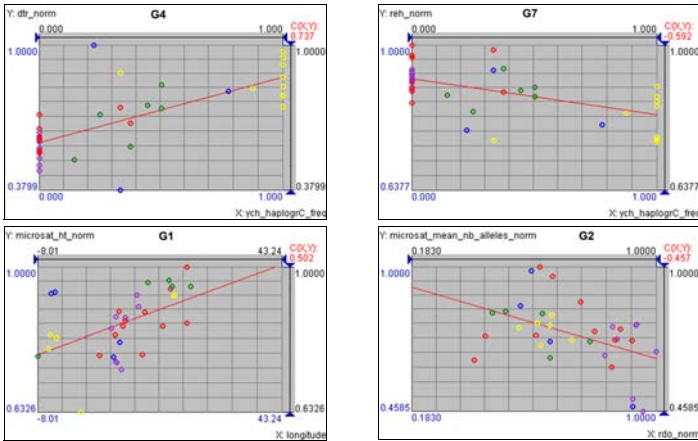 Y: dtr_norm G4
0.000 1.000 C(X,Y): 0.737
1.0000 1.0000
0.3799 0.3799
0.000 1.000
X: ych_haplogrC_freq
Y: reh_norm G7
0.000 1.000 C(X,Y): -0.592
1.0000 1.0000
0.6377 0.6377
0.000 1.000
X: ych_haplogrC_freq
Y: microsat_ht_norm G1
-8.01 43.24 C(X,Y): 0.502
1.0000 1.0000
0.6326 0.6326
-8.01 43.24
X: longitude
Y: microsat_mean_nb_alleles_norm G2
0.1830 1.0000 C(X,Y): -0.457
1.0000 1.0000
0.4585 0.4585
0.1830 1.0000
X: rdo_norm